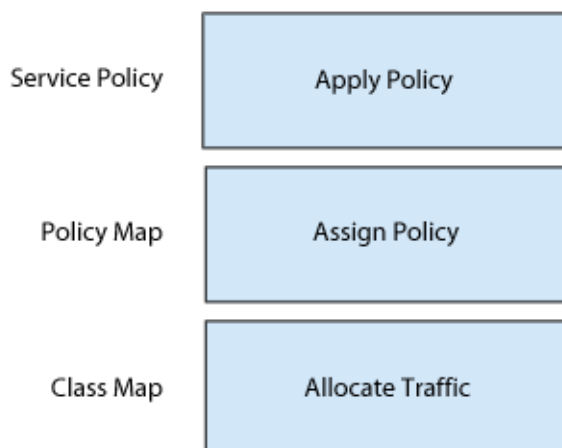 Service Policy
Apply Policy
Policy Map
Assign Policy
Class Map
Allocate Traffic